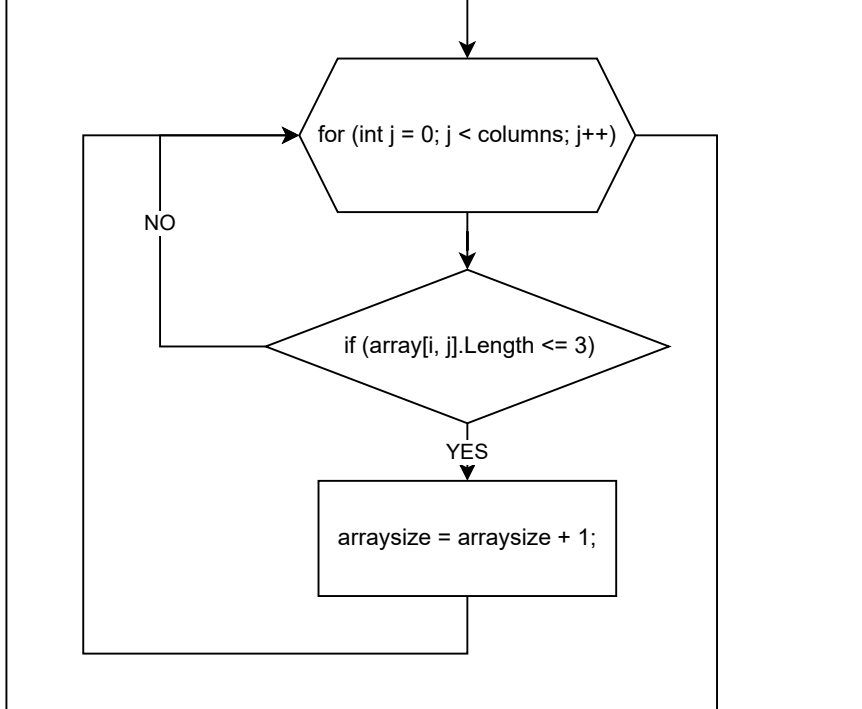 for (int j = 0; j < columns; j++)
NO
if (array[i, j].Length <= 3)
YES
arraysize = arraysize + 1;